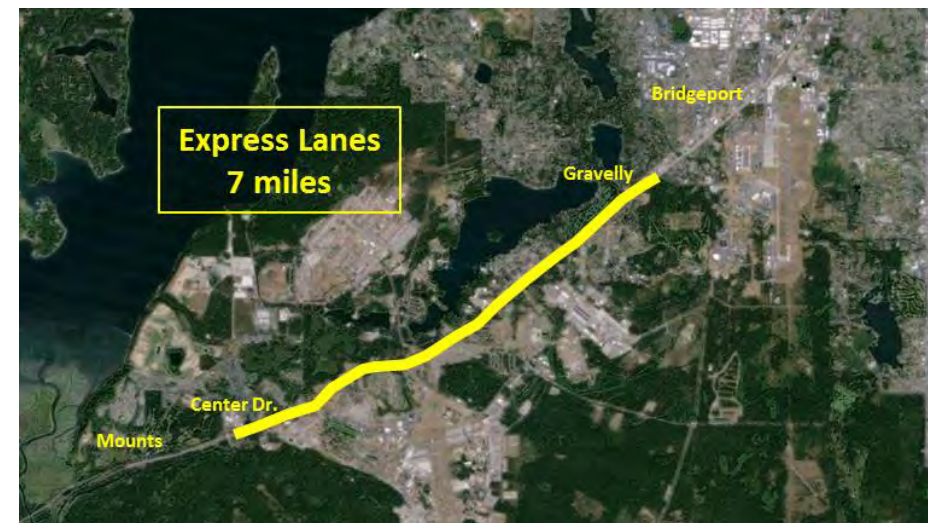 Bridgeport
Express Lanes
7 miles
Gravelly
Center Dr.
Mounts